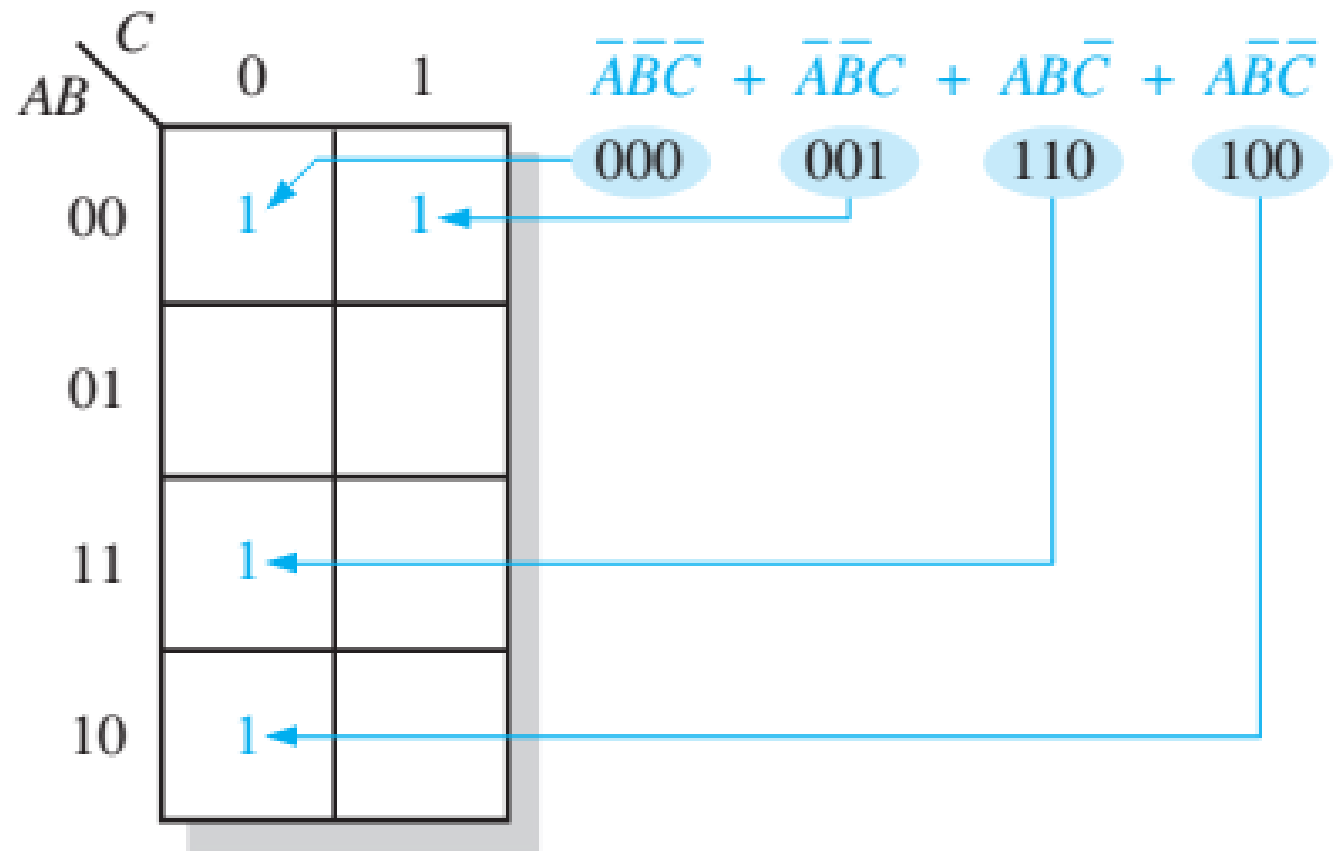 C
AB 0 1 A̅B̅C̅ + A̅B̅C + ABC̅ + AB̅C̅
000 001 110 100
00 1 1
01
11 1
10 1